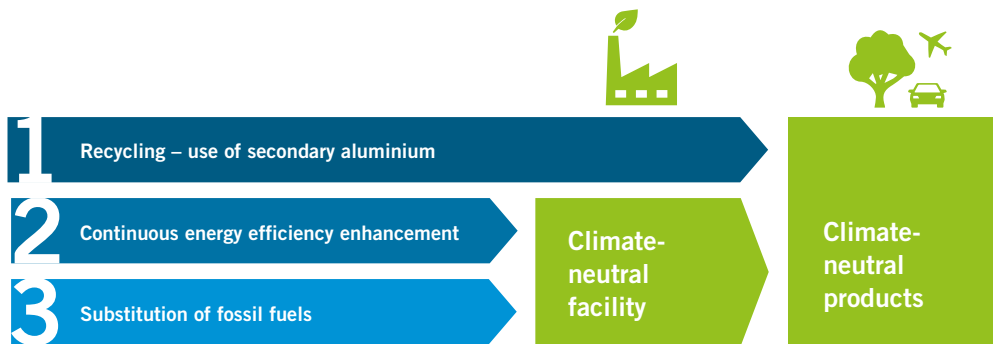 1
Recycling – use of secondary aluminium
2
Continuous energy efficiency enhancement
3
Substitution of fossil fuels
Climate-
neutral
facility
Climate-
neutral
products